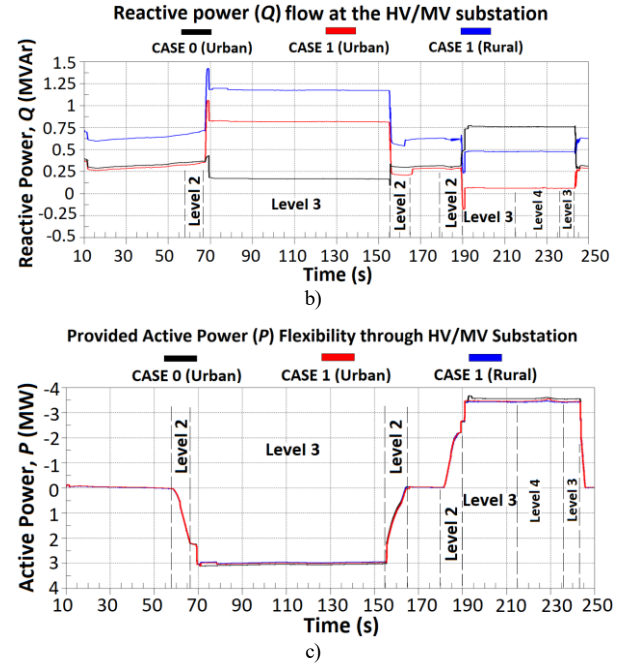 Reactive power (Q) flow at the HV/MV substation
CASE 0 (Urban) CASE 1 (Urban) CASE 1 (Rural)
Reactive Power, Q (MVAr)
1.5
1.25
1
0.75
0.5
0.25
0
-0.25
-0.5
Level 2
Level 3
Level 2
Level 2
Level 3
Level 4
Level 3
10 30 50 70 90 110 130 150 170 190 210 230 250
Time (s)
b)
Provided Active Power (P) Flexibility through HV/MV Substation
CASE 0 (Urban) CASE 1 (Urban) CASE 1 (Rural)
Active Power, P (MW)
-4
-3
-2
-1
0
1
2
3
4
Level 2
Level 3
Level 2
Level 2
Level 3
Level 4
Level 3
10 30 50 70 90 110 130 150 170 190 210 230 250
Time (s)
c)